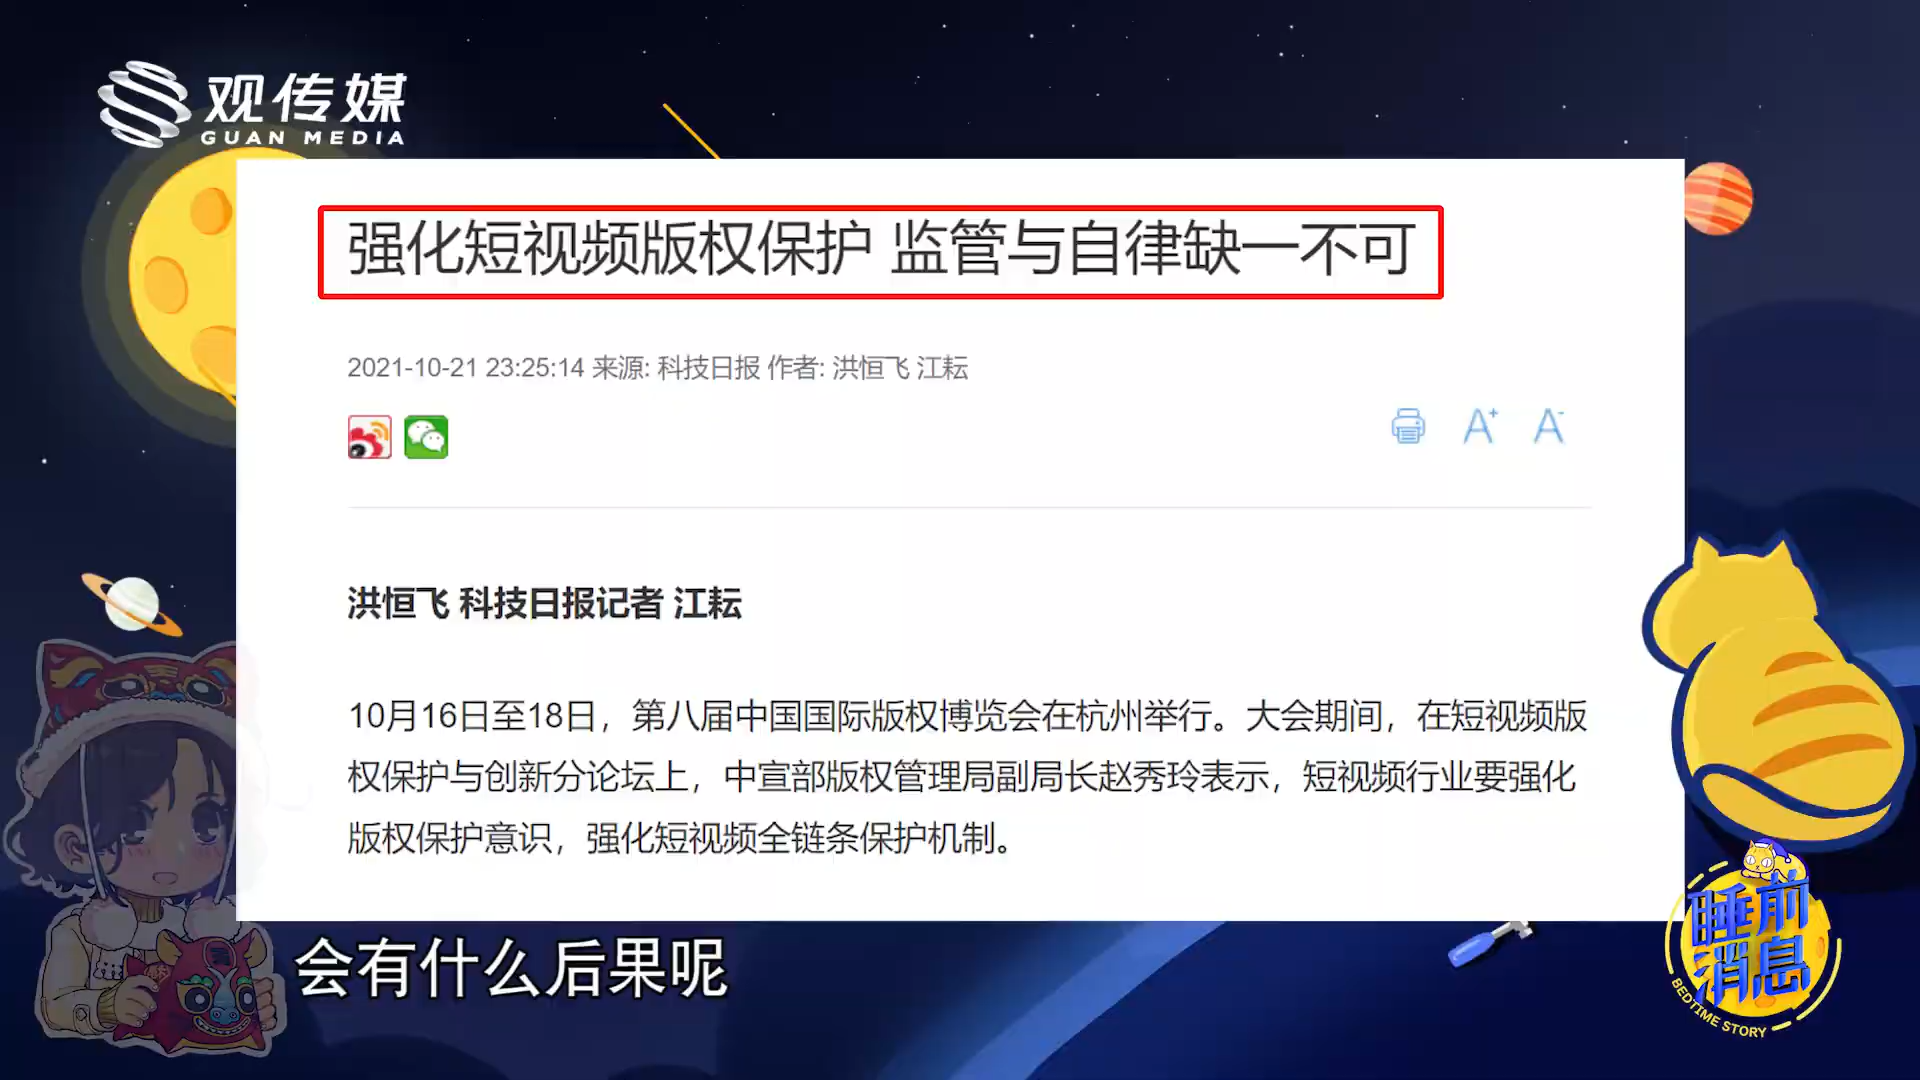 观传媒
GUAN MEDIA
强化短视频版权保护 监管与自律缺一不可
2021-10-21 23:25:14 来源: 科技日报 作者: 洪恒飞 江耘
A+ A-
洪恒飞 科技日报记者 江耘
10月16日至18日，第八届中国国际版权博览会在杭州举行。大会期间，在短视频版
权保护与创新分论坛上，中宣部版权管理局副局长赵秀玲表示，短视频行业要强化
版权保护意识，强化短视频全链条保护机制。
会有什么后果呢
睡前
消息
BEDTIME STORY